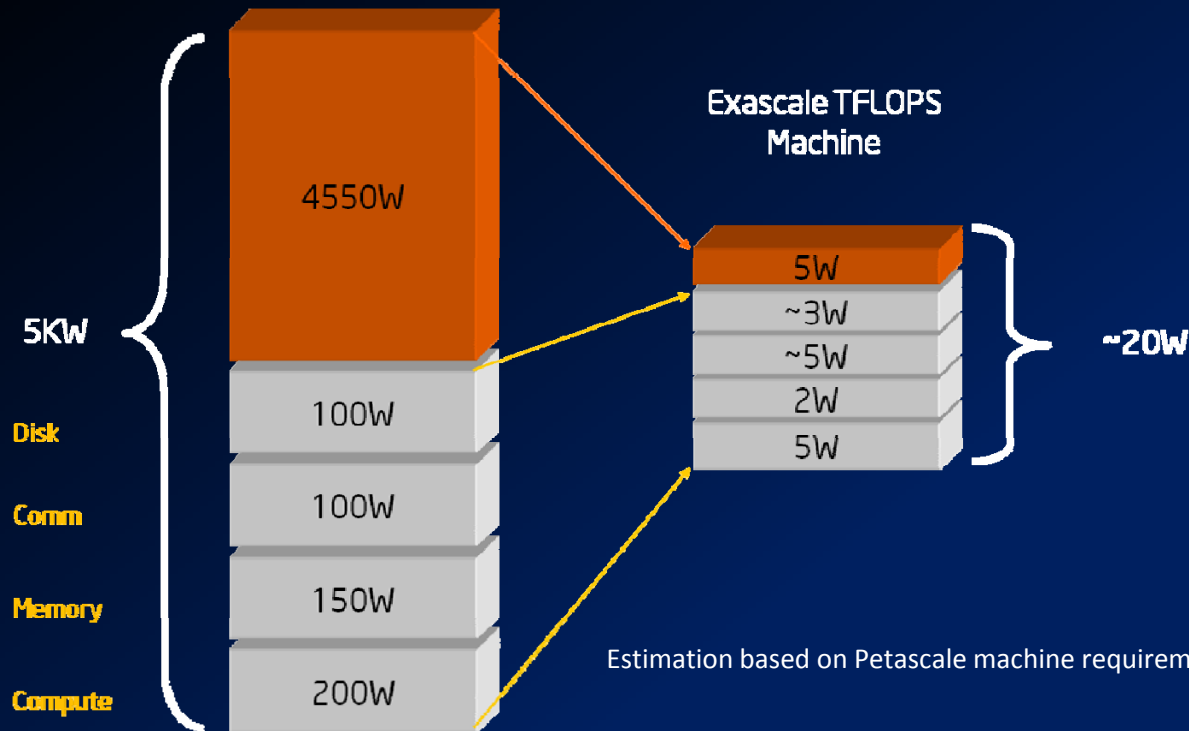 Exascale TFLOPS
Machine
4550W
5W
~3W
5KW
~5W
~20W
2W
100W
Disk
5W
100W
Comm
150W
Memory
Estimation based on Petascale machine
200W
Compute